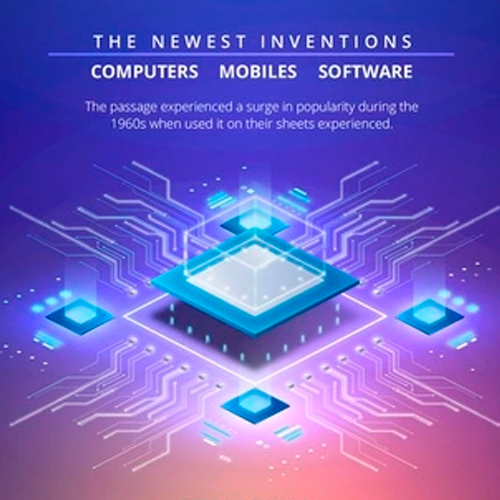 THE NEWEST INVENTIONS
COMPUTERS MOBILES SOFTWARE
The passage experienced a surge in popularity during the
1960s when used it on their sheets experienced.